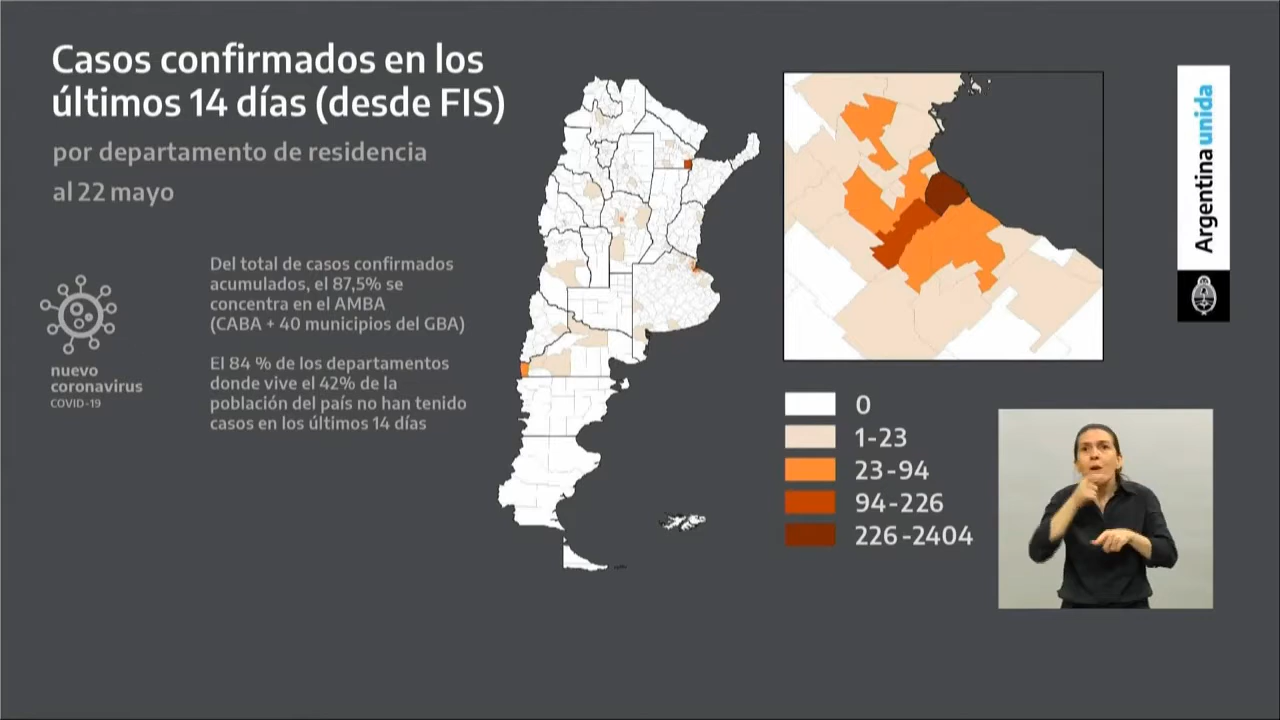 Casos confirmados en los
últimos 14 días (desde FIS)
por departamento de residencia
al 22 mayo
Del total de casos confirmados
acumulados, el 87,5% se
concentra en el AMBA
(CABA + 40 municipios del GBA)
El 84 % de los departamentos
donde vive el 42% de la
población del país no han tenido
casos en los últimos 14 días
nuevo
coronavirus
COVID-19
0
1-23
23-94
94-226
226-2404
Argentina unida